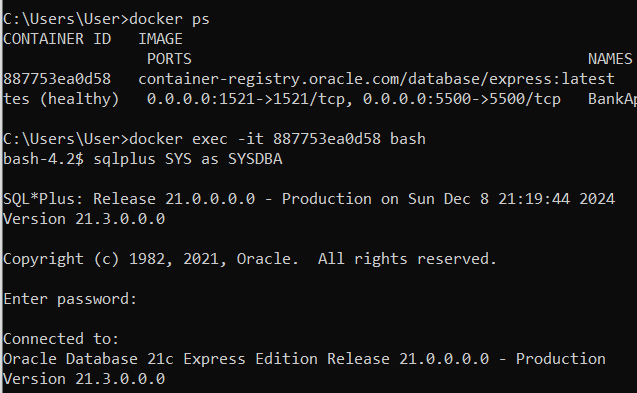 C:\Users\User>docker ps
CONTAINER ID   IMAGE
PORTS                                                  NAMES
887753ea0d58   container-registry.oracle.com/database/express:latest
tes (healthy)   0.0.0.0:1521->1521/tcp, 0.0.0.0:5500->5500/tcp   BankAp
C:\Users\User>docker exec -it 887753ea0d58 bash
bash-4.2$ sqlplus SYS as SYSDBA
SQL*Plus: Release 21.0.0.0.0 - Production on Sun Dec 8 21:19:44 2024
Version 21.3.0.0.0
Copyright (c) 1982, 2021, Oracle.  All rights reserved.
Enter password:
Connected to:
Oracle Database 21c Express Edition Release 21.0.0.0.0 - Production
Version 21.3.0.0.0